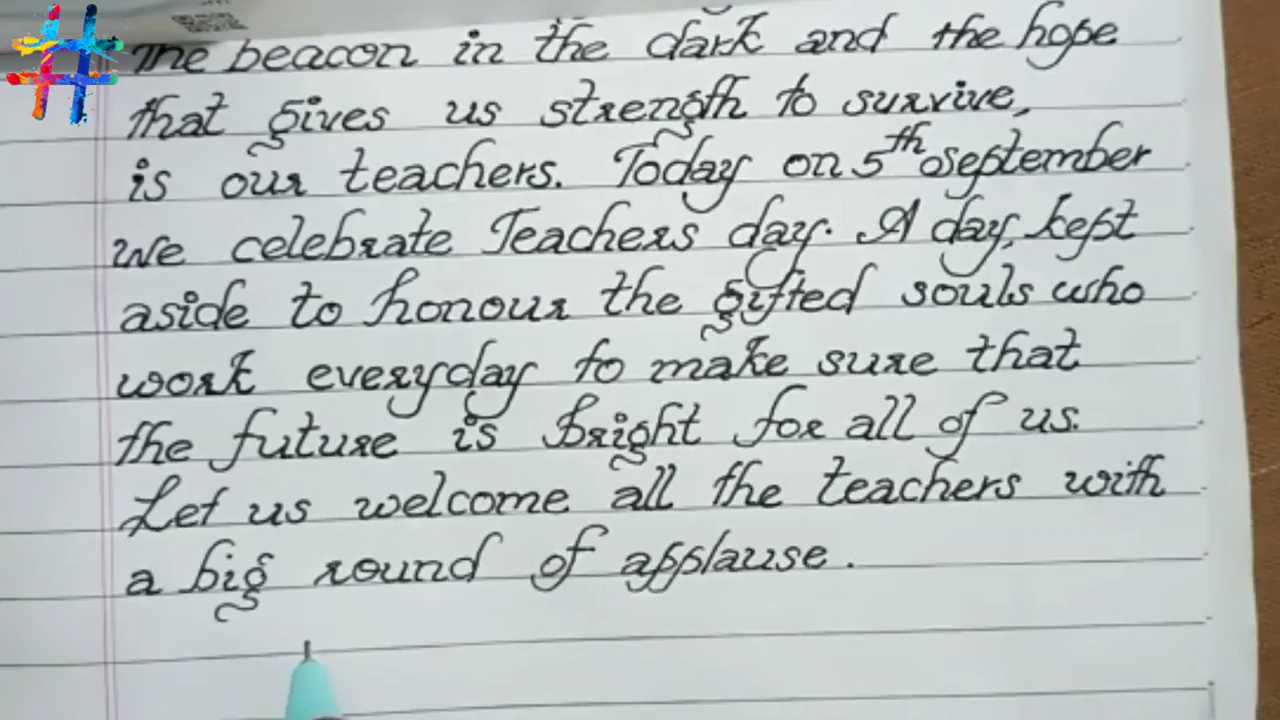 The beacon in the dark and the hope
that gives us strength to survive,
is our teachers. Today on 5th september
we celebrate Teachers day. A day, kept
aside to honour the gifted souls who
work everyday to make sure that
the future is bright for all of us.
Let us welcome all the teachers with
a big round of applause.